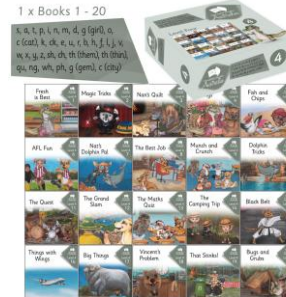 1 x Books 1 - 20
s, a, t, p, i, n, m, d, g (girl), o,
c (cat), k, ck, e, u, r, b, h, f, l, j, v,
w, x, y, z, sh, ch, th (them), th (thin),
qu, ng, wh, ph, g (gem), c (city)
4
Fresh is Best
Magic Tricks
Nan's Quilt
Fish and Chips
AFL Fun
Nat's Dolphin Pal
The Best Job
Munch and Crunch
Dolphin Tricks
The Quest
The Grand Slam
The Maths Quiz
The Camping Trip
Black Belt
Things with Wings
Big Things
Vincent's Problem
That Stinks!
Bugs and Grubs